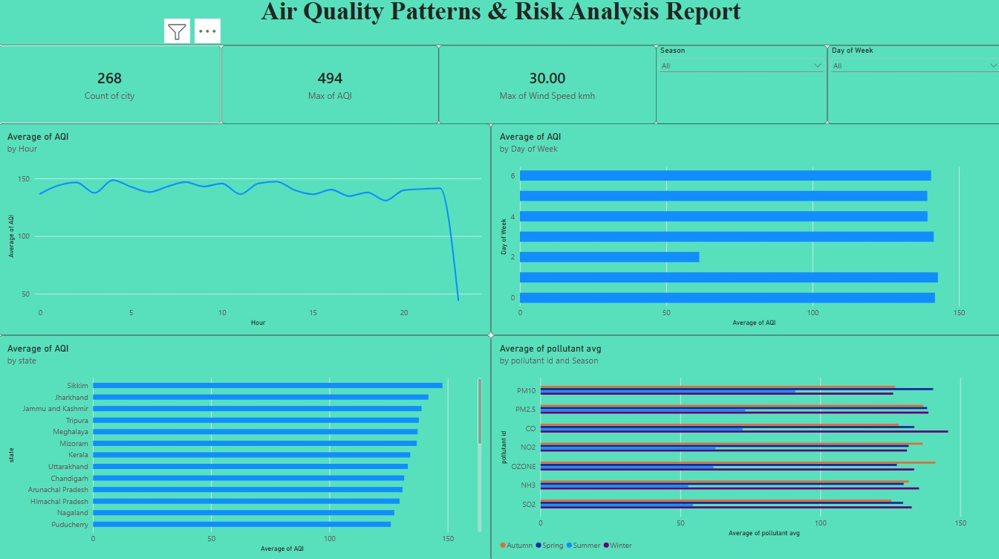 Air Quality Patterns & Risk Analysis Report
268
Count of city
494
Max of AQI
30.00
Max of Wind Speed kmh
Season
All
Day of Week
All
Average of AQI
by Hour
Average of AQI
150
100
50
0 5 10 15 20
Hour
Average of AQI
by Day of Week
Day of Week
6
4
2
0
0 50 100 150
Average of AQI
Average of AQI
by state
state
Sikkim
Jharkhand
Jammu and Kashmir
Tripura
Meghalaya
Mizoram
Kerala
Uttarakhand
Chandigarh
Arunachal Pradesh
Himachal Pradesh
Nagaland
Puducherry
0 50 100 150
Average of AQI
Average of pollutant avg
by pollutant id and Season
pollutant id
PM10
PM2.5
CO
NO2
OZONE
NH3
SO2
0 50 100 150
Average of pollutant avg
Autumn Spring Summer Winter